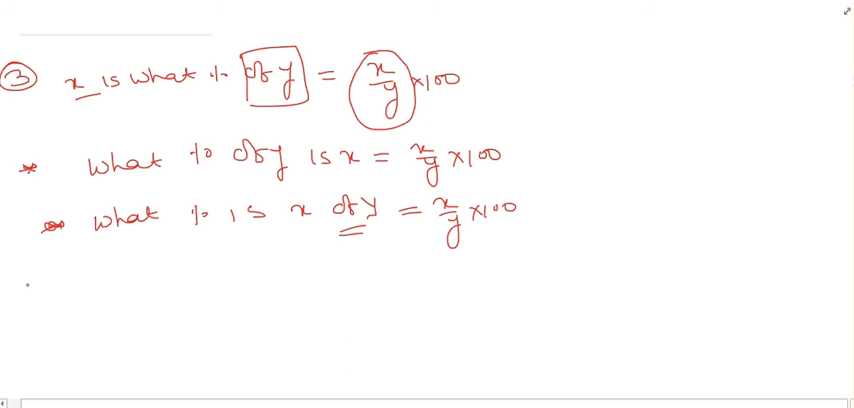 ③ x is what % of y = x/y ×100
* what % of y is x = x/y ×100
* what % is x of y = x/y ×100